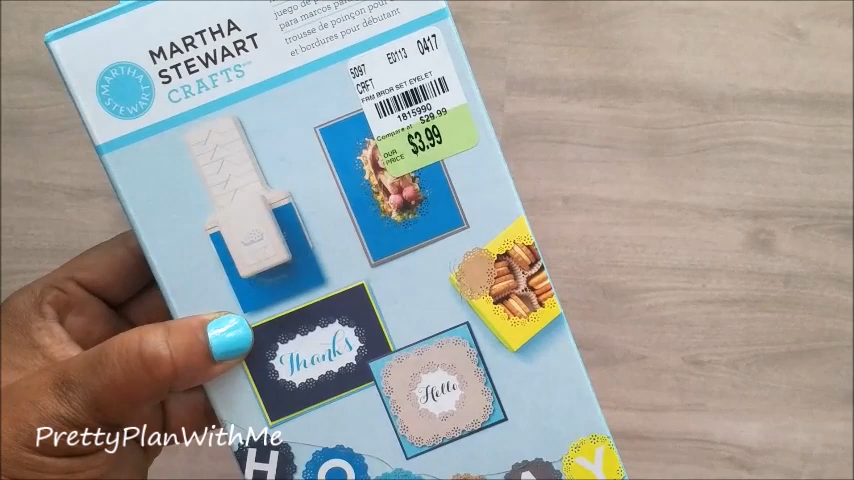 juego de p
para marcos para
trousse de poinçon pour
et bordures pour débutant
MARTHA
STEWART
CRAFTS
MARTHA
STEWART
5097 E0113 0417
CRFT
FRM BRDR SET EYELET
1815990
Compare at $29.99
OUR
PRICE
$3.99
Thanks
Hello
H O A Y
PrettyPlanWithMe